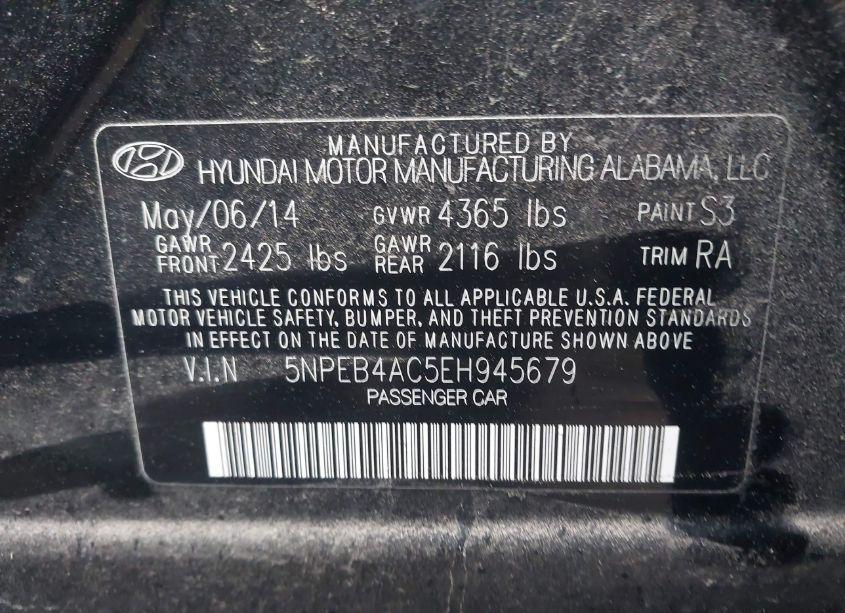 MANUFACTURED BY
HYUNDAI MOTOR MANUFACTURING ALABAMA, LLC
May/06/14 GVWR 4365 lbs PAINT S3
GAWR FRONT 2425 lbs GAWR REAR 2116 lbs TRIM RA
THIS VEHICLE CONFORMS TO ALL APPLICABLE U.S.A. FEDERAL
MOTOR VEHICLE SAFETY, BUMPER, AND THEFT PREVENTION STANDARDS
IN EFFECT ON THE DATE OF MANUFACTURE SHOWN ABOVE
V.I.N 5NPEB4AC5EH945679
PASSENGER CAR